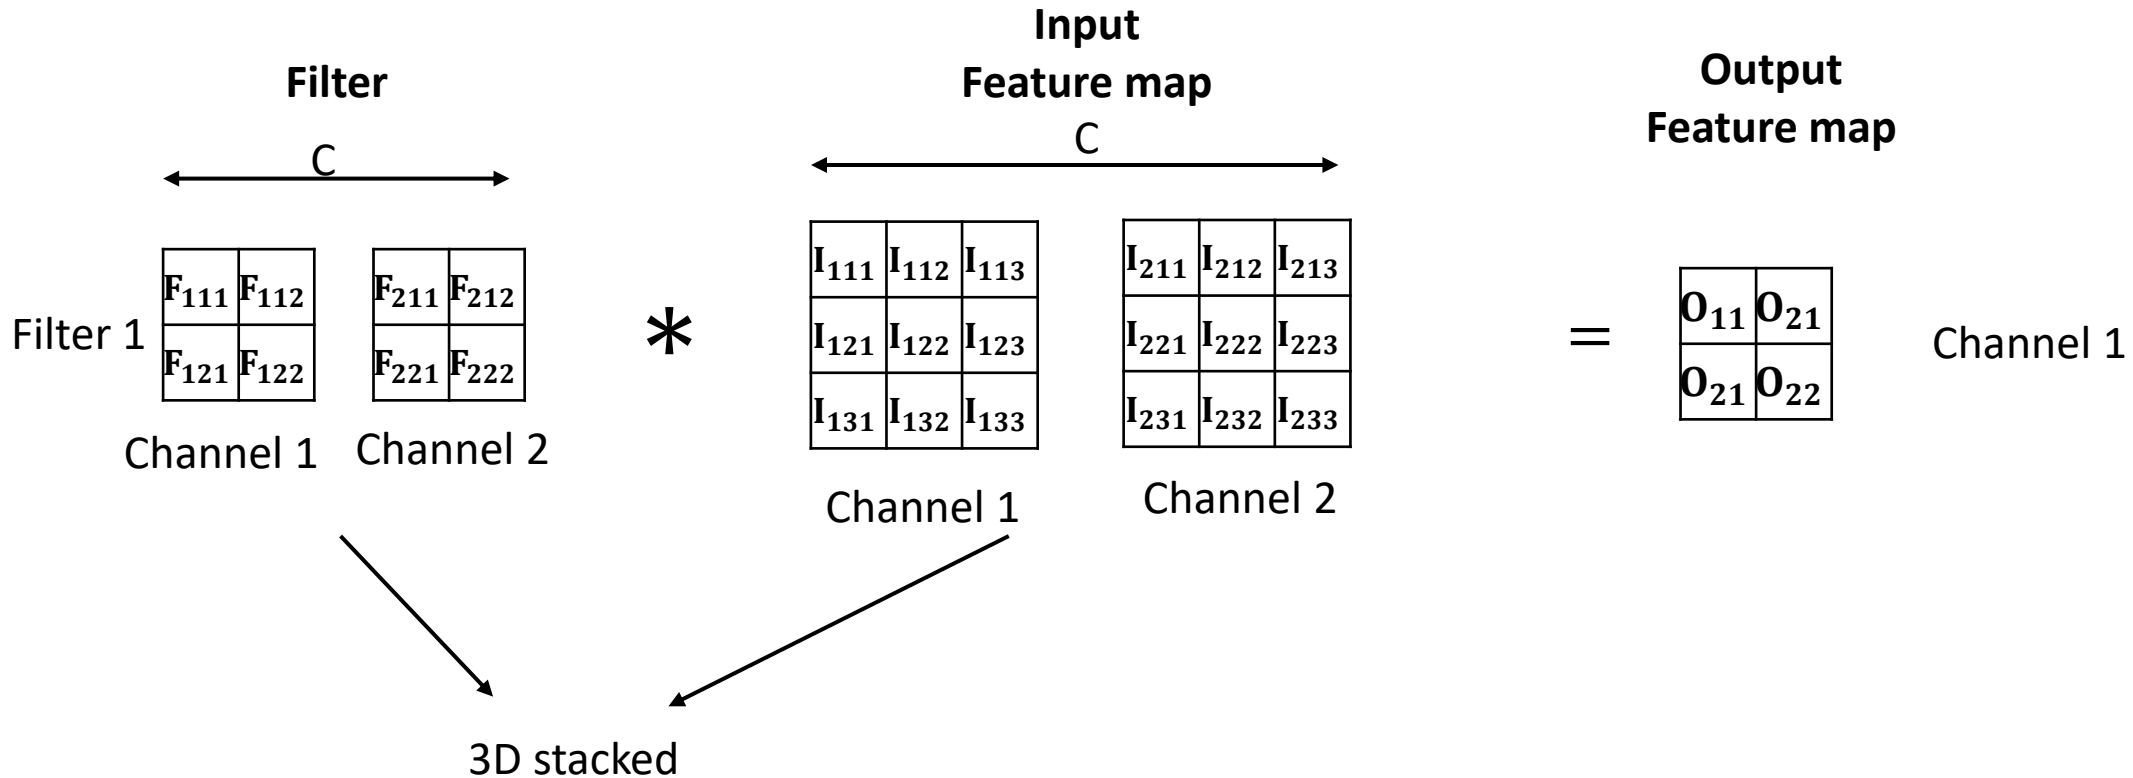 Filter
Input
Feature map
Output
Feature map
C
C
Filter 1
F₁₁₁ F₁₁₂
F₁₂₁ F₁₂₂
F₂₁₁ F₂₁₂
F₂₂₁ F₂₂₂
*
I₁₁₁ I₁₁₂ I₁₁₃
I₁₂₁ I₁₂₂ I₁₂₃
I₁₃₁ I₁₃₂ I₁₃₃
I₂₁₁ I₂₁₂ I₂₁₃
I₂₂₁ I₂₂₂ I₂₂₃
I₂₃₁ I₂₃₂ I₂₃₃
=
O₁₁ O₂₁
O₂₁ O₂₂
Channel 1
Channel 1
Channel 2
Channel 1
Channel 2
3D stacked